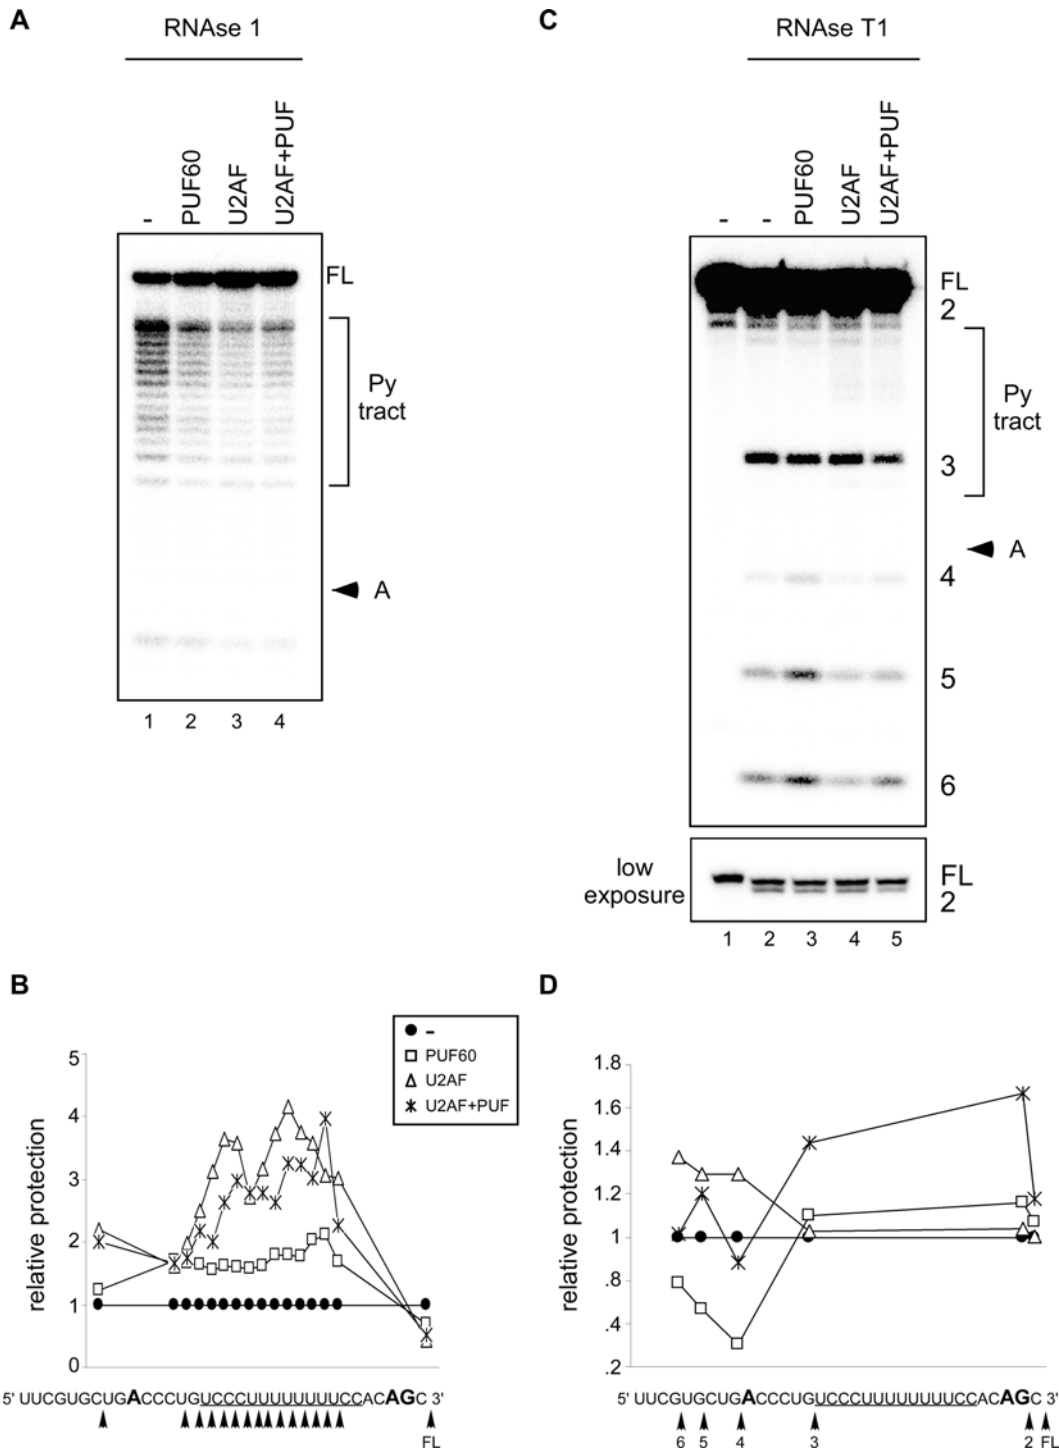 A
RNAse 1
-
PUF60
U2AF
U2AF+PUF
FL
Py
tract
A
1 2 3 4
C
RNAse T1
-
-
PUF60
U2AF
U2AF+PUF
FL
2
Py
tract
3
A
4
5
6
low
exposure
FL
2
1 2 3 4 5
B
-
PUF60
U2AF
U2AF+PUF
relative protection
5
4
3
2
1
0
5' UUCGUGCUGACCCUGUCCCUUUUUUUUCCACAGC 3'
FL
D
relative protection
1.8
1.6
1.4
1.2
1
.8
.4
.2
5' UUCGUGCUGACCCUGUCCCUUUUUUUUUCCACAGC 3'
6 5 4 3 2 FL